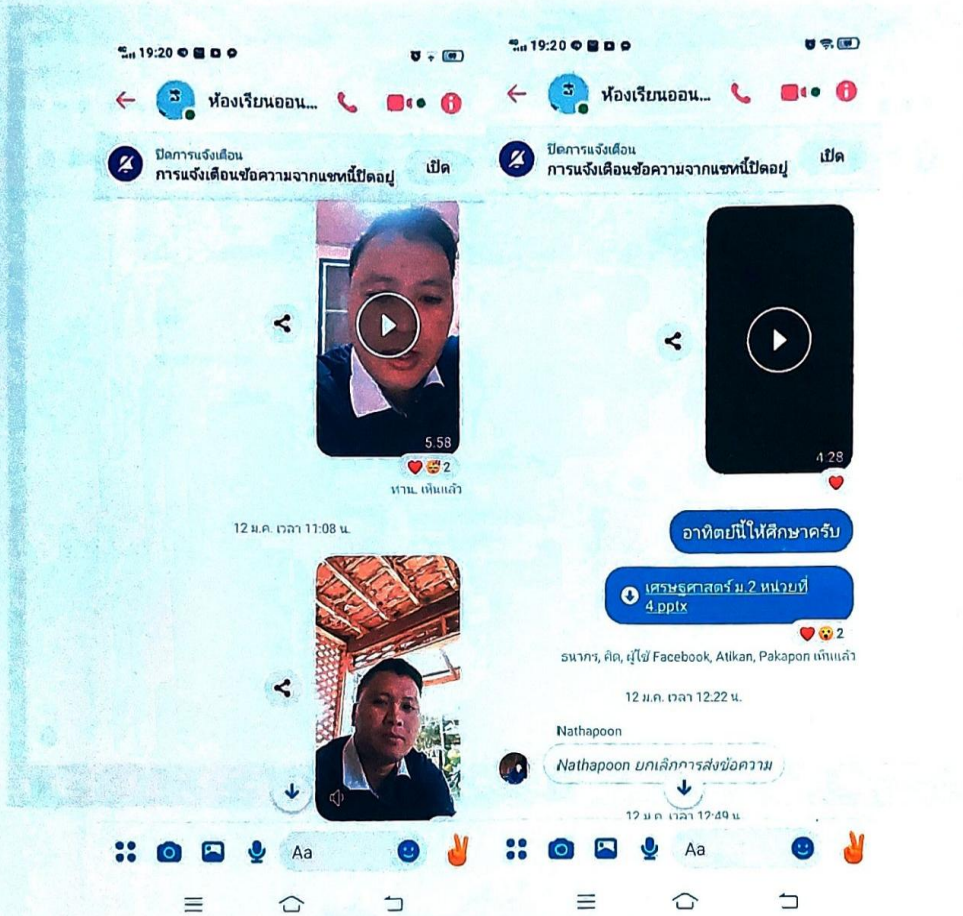 19:20
ห้องเรียนออน...
ปิดการแจ้งเตือน
การแจ้งเตือนข้อความจากแชทนี้ปิดอยู่
เปิด
5:58
2
เห็นแล้ว
12 ม.ค. เวลา 11:08 น.
Aa
19:20
ห้องเรียนออน...
ปิดการแจ้งเตือน
การแจ้งเตือนข้อความจากแชทนี้ปิดอยู่
เปิด
4:28
อาทิตย์นี้ให้ศึกษาครับ
เศรษฐศาสตร์ ม.2 หน่วยที่
4.pptx
2
ธนากร, คิด, ผู้ใช้ Facebook, Atikan, Pakapon เห็นแล้ว
12 ม.ค. เวลา 12:22 น.
Nathapoon
Nathapoon ยกเลิกการส่งข้อความ
12 ม.ค. เวลา 12:49 น.
Aa